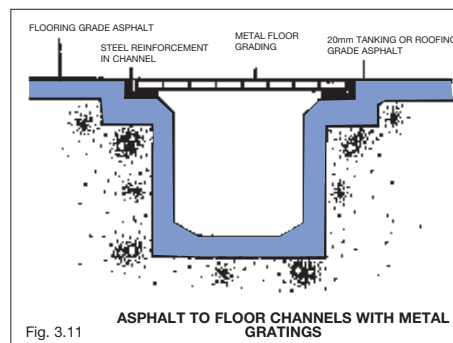 FLOORING GRADE ASPHALT
STEEL REINFORCEMENT
IN CHANNEL
METAL FLOOR
GRADING
20mm TANKING OR ROOFING
GRADE ASPHALT
Fig. 3.11
ASPHALT TO FLOOR CHANNELS WITH METAL
GRATINGS